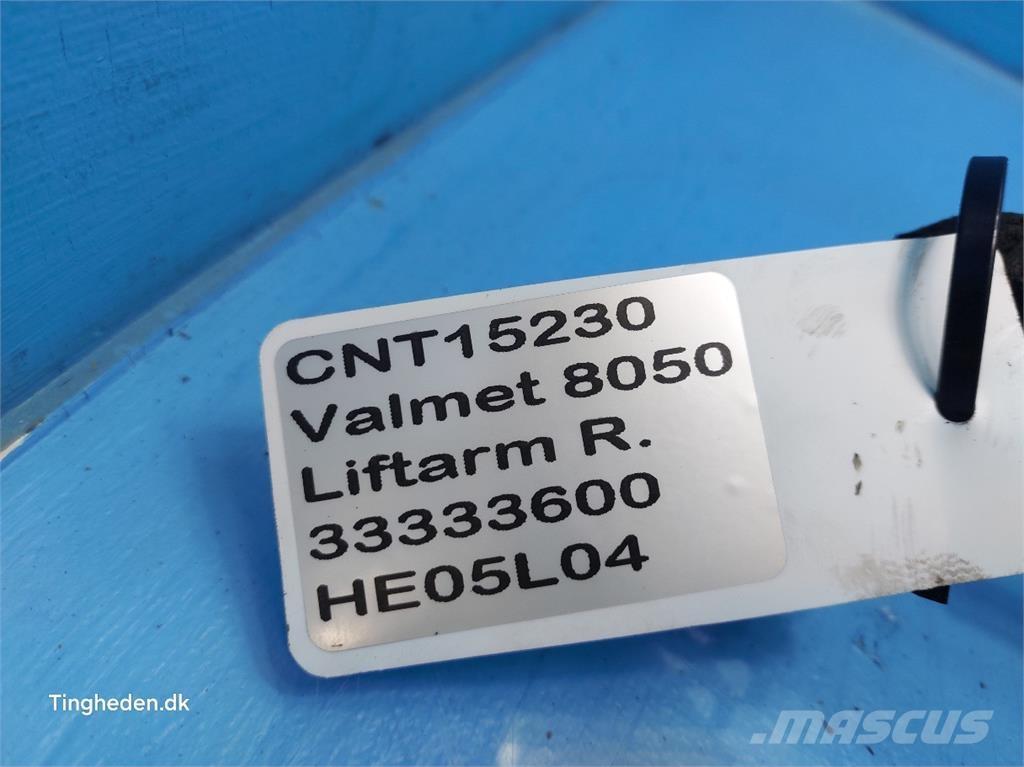 CNT15230
Valmet 8050
Liftarm R.
33333600
HE05L04
Tingheden.dk
MASCUS